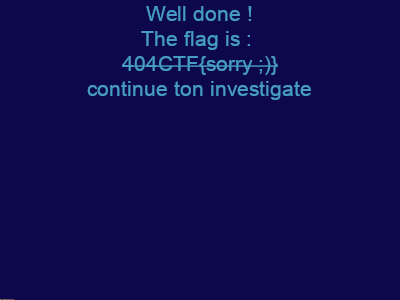 Well done !
The flag is :
404CTF{sorry ;)}
continue ton investigate